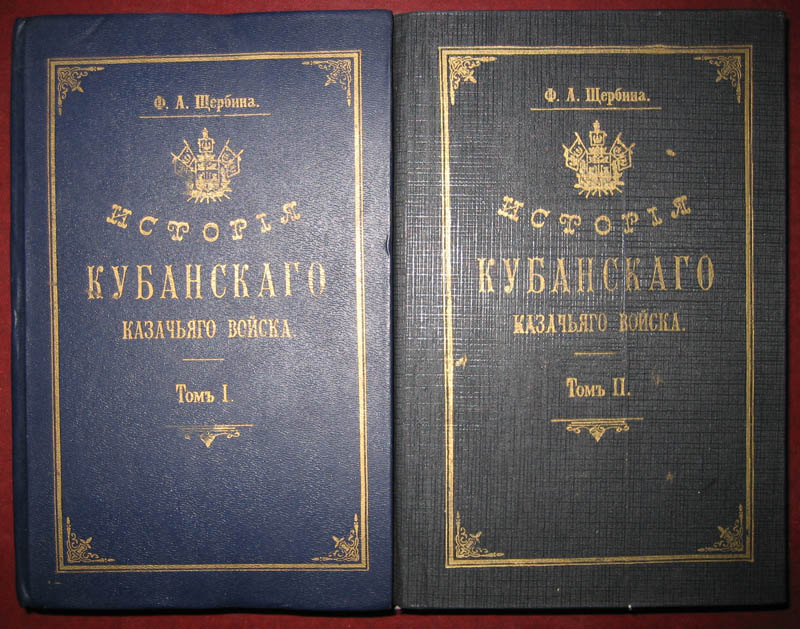 Ф. А. Щербина.
ИСТОРІЯ
КУБАНСКАГО
КАЗАЧЬЯГО ВОЙСКА.
Томъ I.
Ф. А. Щербина.
ИСТОРІЯ
КУБАНСКАГО
КАЗАЧЬЯГО ВОЙСКА.
Томъ II.